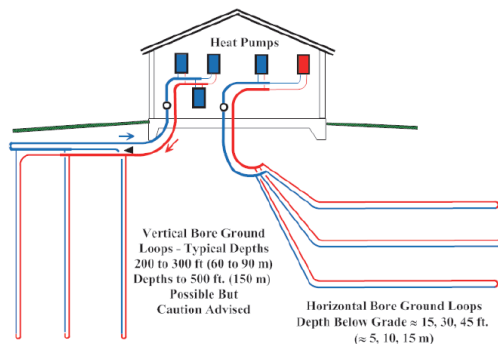 Heat Pumps
Vertical Bore Ground
Loops - Typical Depths
200 to 300 ft (60 to 90 m)
Depths to 500 ft. (150 m)
Possible But
Caution Advised
Horizontal Bore Ground Loops
Depth Below Grade ≈ 15, 30, 45 ft.
(≈ 5, 10, 15 m)